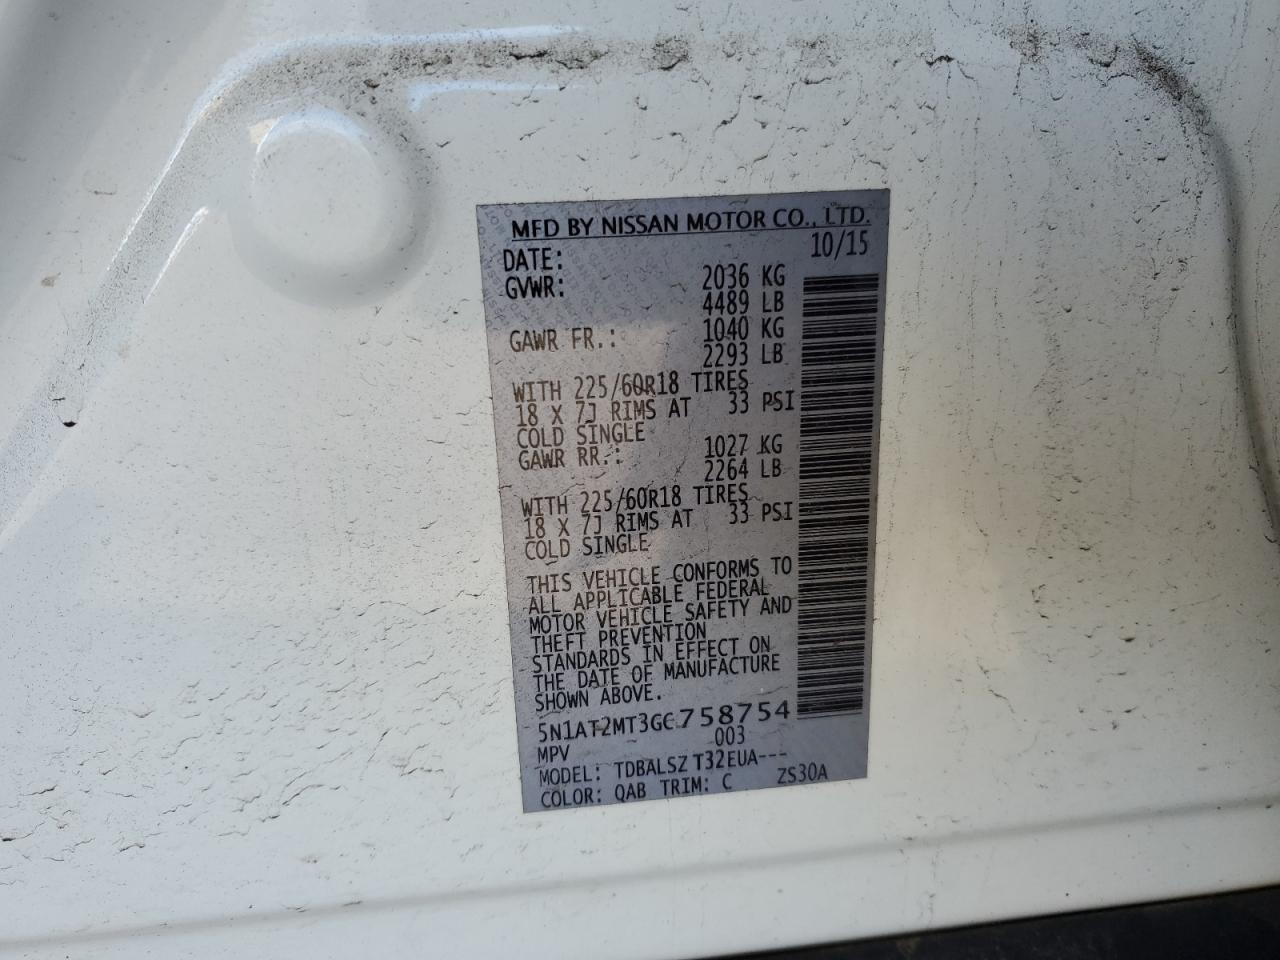 MFD BY NISSAN MOTOR CO., LTD.
DATE: 10/15
GVWR: 2036 KG
4489 LB
GAWR FR.: 1040 KG
2293 LB
WITH 225/60R18 TIRES
18 X 7J RIMS AT 33 PSI
COLD SINGLE
GAWR RR.: 1027 KG
2264 LB
WITH 225/60R18 TIRES
18 X 7J RIMS AT 33 PSI
COLD SINGLE
THIS VEHICLE CONFORMS TO
ALL APPLICABLE FEDERAL
MOTOR VEHICLE SAFETY AND
THEFT PREVENTION
STANDARDS IN EFFECT ON
THE DATE OF MANUFACTURE
SHOWN ABOVE.
5N1AT2MT3GC758754
MPV 003
MODEL: TDBALSZ T32EUA---
COLOR: QAB TRIM: C ZS30A